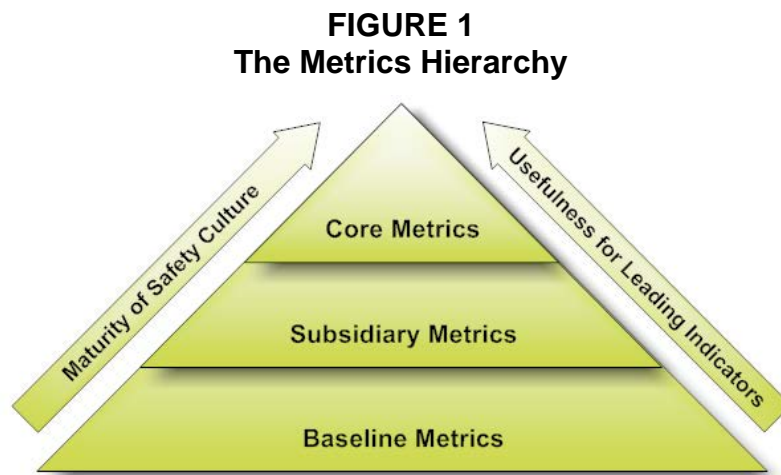 FIGURE 1
The Metrics Hierarchy
Maturity of Safety Culture
Usefulness for Leading Indicators
Core Metrics
Subsidiary Metrics
Baseline Metrics